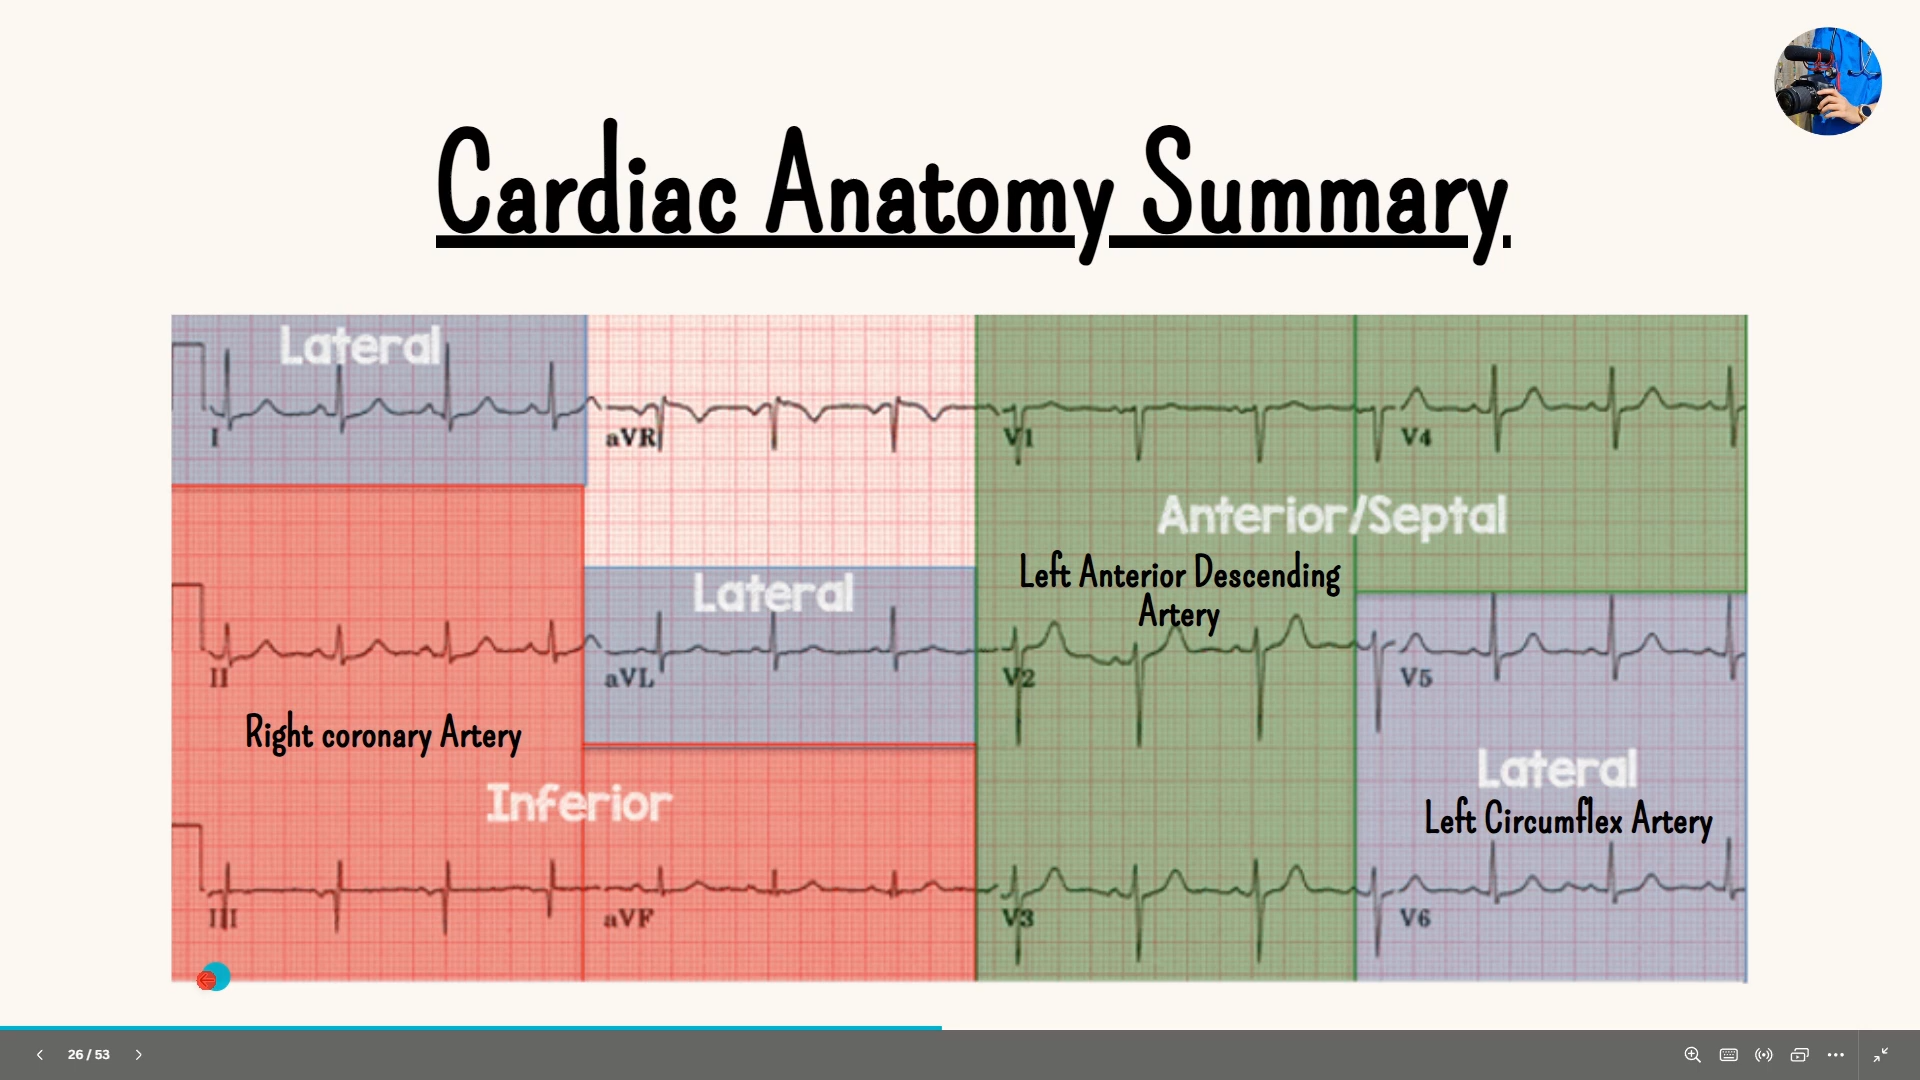 Cardiac Anatomy Summary
Lateral
I
aVR
V1
V4
Anterior/Septal
Left Anterior Descending
Artery
Lateral
II
aVL
V2
V5
Right coronary Artery
Inferior
Lateral
Left Circumflex Artery
III
aVF
V3
V6
26 / 53